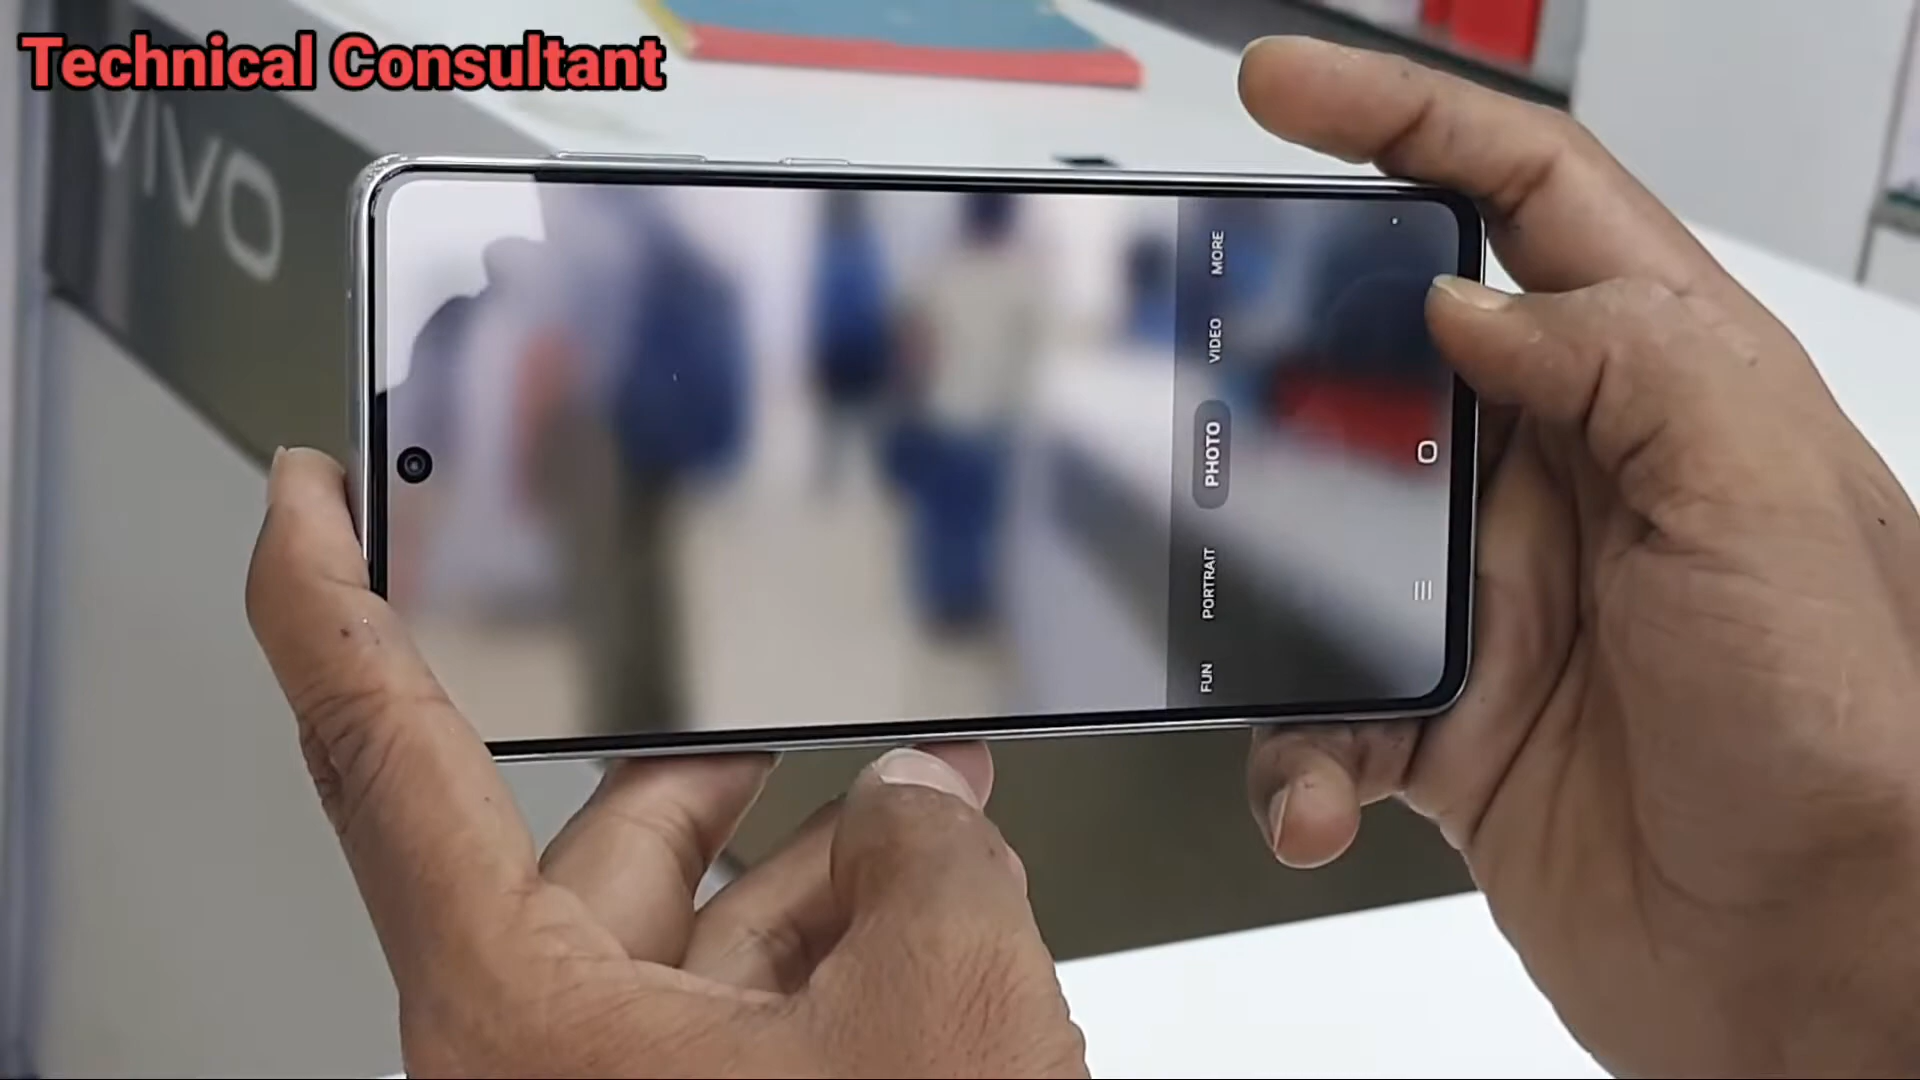 Technical Consultant
VIVO
MORE
VIDEO
PHOTO
PORTRAIT
FUN